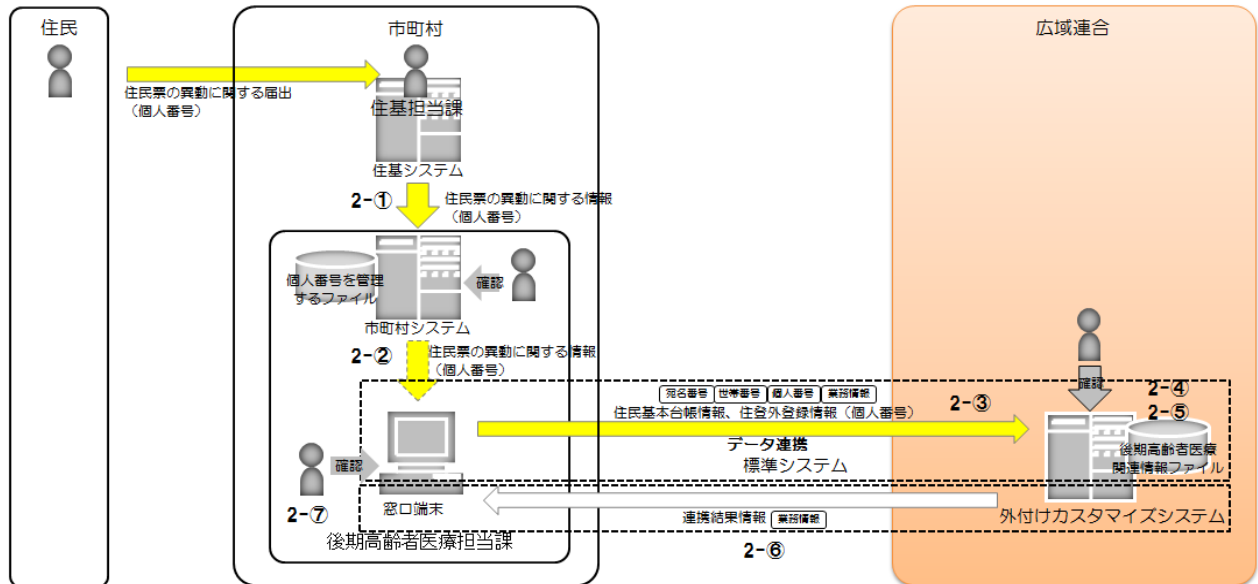 住民
市町村
広域連合
住民票の異動に関する届出
(個人番号)
住基担当課
住基システム
2-①
住民票の異動に関する情報
(個人番号)
個人番号を管理
するファイル
確認
市町村システム
2-②
住民票の異動に関する情報
(個人番号)
宛名番号 世帯番号 個人番号 業務情報
住民基本台帳情報、住登外登録情報(個人番号)
2-③
データ連携
標準システム
確認
2-④
2-⑤
後期高齢者医療
関連情報ファイル
確認
2-⑦
窓口端末
後期高齢者医療担当課
連携結果情報 業務情報
2-⑥
外付けカスタマイズシステム